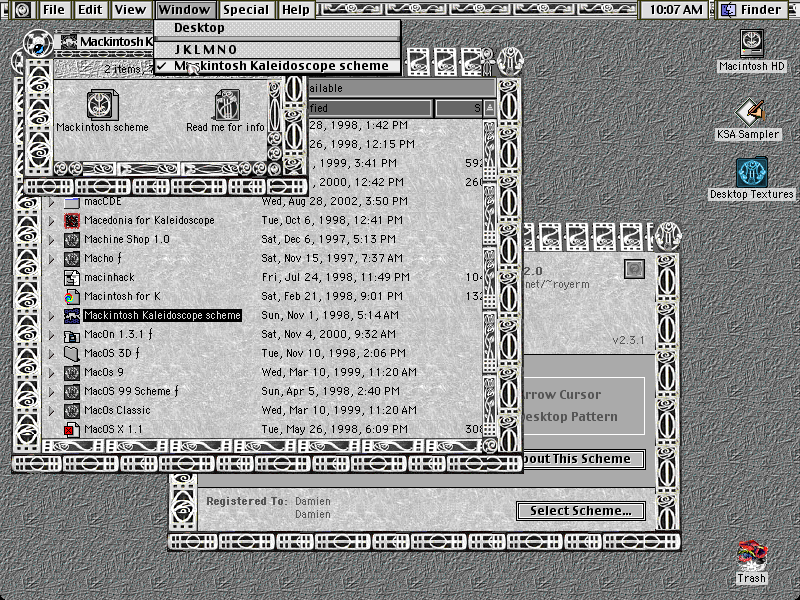 File Edit View Window Special Help 10:07 AM Finder
Desktop
J K L M N O
✓ Mackintosh Kaleidoscope scheme
Mackintosh K
2 items,
Mackintosh scheme
Read me for info
Macintosh HD
KSA Sampler
Desktop Textures
Trash
ailable
fied S
28, 1998, 1:42 PM
26, 1998, 12:15 PM
, 1999, 3:41 PM 592
, 2000, 12:42 PM 260
macCDE Wed, Aug 28, 2002, 3:50 PM
Macedonia for Kaleidoscope Tue, Oct 6, 1998, 12:41 PM
Machine Shop 1.0 Sat, Dec 6, 1997, 5:13 PM
Macho ƒ Sat, Nov 15, 1997, 7:37 AM
macinhack Fri, Jul 24, 1998, 11:49 PM 104
Macintosh for K Sat, Feb 21, 1998, 9:01 PM 132
Mackintosh Kaleidoscope scheme Sun, Nov 1, 1998, 5:14 AM
MacOn 1.3.1 ƒ Sat, Nov 4, 2000, 9:32 AM
MacOS 3D ƒ Tue, Nov 10, 1998, 2:06 PM
MacOS 9 Wed, Mar 10, 1999, 11:20 AM
MacOS 99 Scheme ƒ Sun, Apr 5, 1998, 2:40 PM
MacOs Classic Wed, Mar 10, 1999, 11:20 AM
MacOS X 1.1 Tue, May 26, 1998, 6:09 PM 308
2.0
net/~royerm
v2.3.1
Arrow Cursor
Desktop Pattern
bout This Scheme
Registered To: Damien
Damien
Select Scheme...